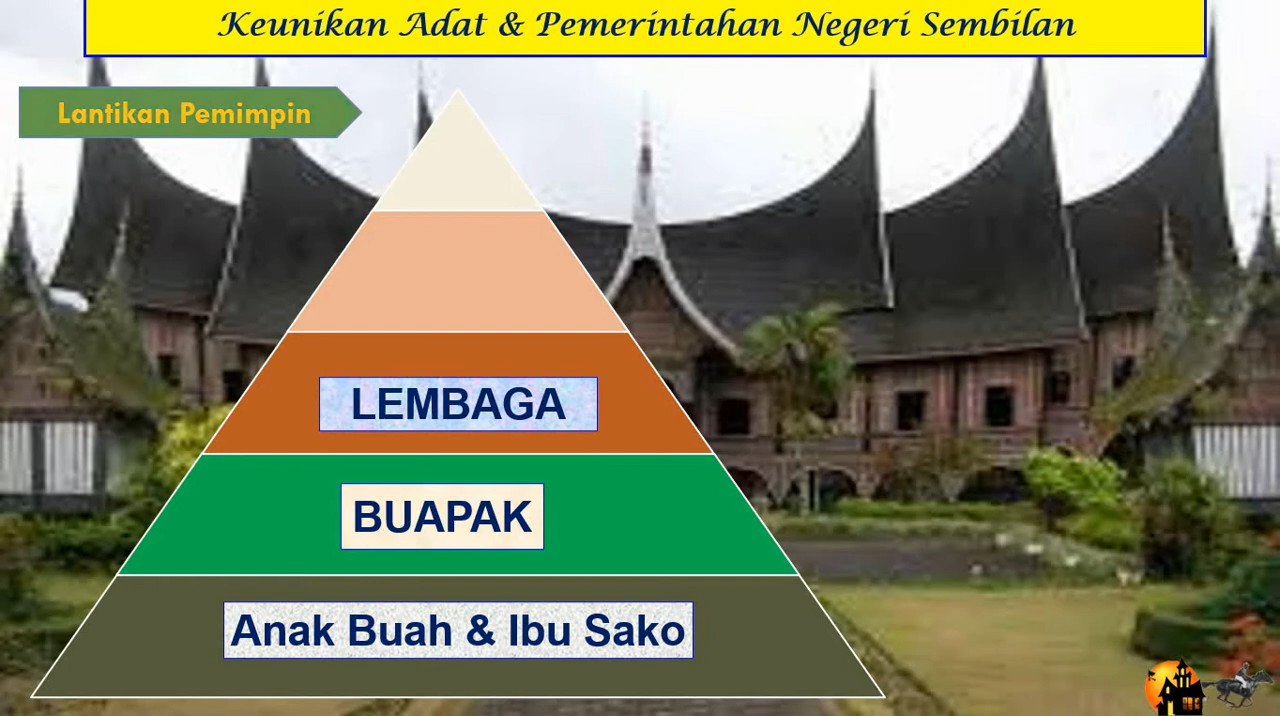 Keunikan Adat & Pemerintahan Negeri Sembilan
Lantikan Pemimpin
LEMBAGA
BUAPAK
Anak Buah & Ibu Sako